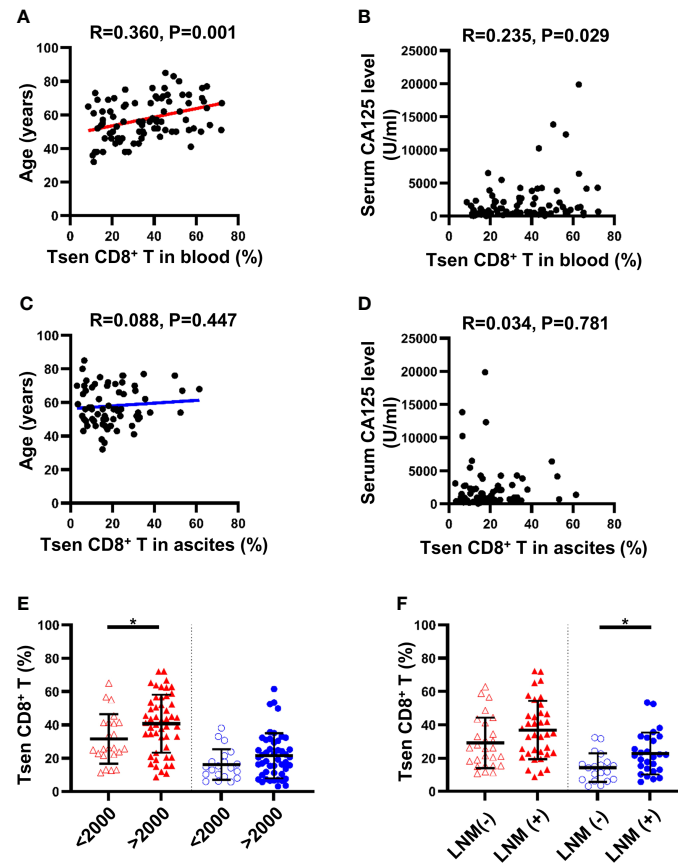 A
R=0.360, P=0.001
Age (years)
100
80
60
40
20
0
0 20 40 60 80
Tsen CD8⁺ T in blood (%)
B
R=0.235, P=0.029
Serum CA125 level
(U/ml)
25000
20000
15000
10000
5000
0
0 20 40 60 80
Tsen CD8⁺ T in blood (%)
C
R=0.088, P=0.447
Age (years)
100
80
60
40
20
0
0 20 40 60 80
Tsen CD8⁺ T in ascites (%)
D
R=0.034, P=0.781
Serum CA125 level
(U/ml)
25000
20000
15000
10000
5000
0
0 20 40 60 80
Tsen CD8⁺ T in ascites (%)
E
Tsen CD8⁺ T (%)
100
80
60
40
20
0
*
<2000 >2000 <2000 >2000
F
Tsen CD8⁺ T (%)
100
80
60
40
20
0
*
LNM(-) LNM (+) LNM (-) LNM (+)